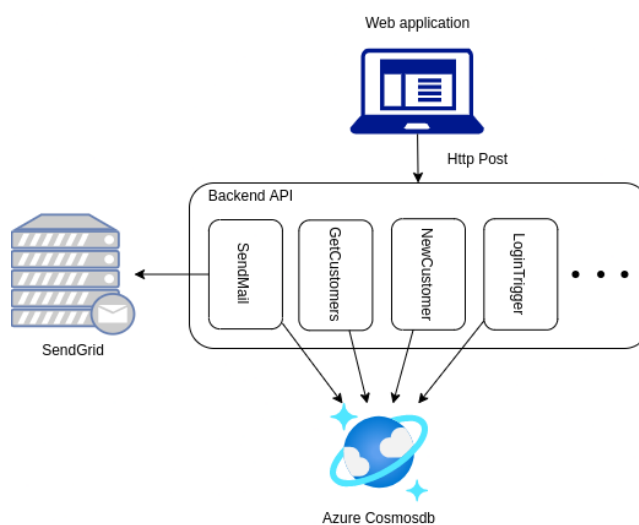 Web application
Http Post
Backend API
SendMail
GetCustomers
NewCustomer
LoginTrigger
SendGrid
Azure Cosmosdb